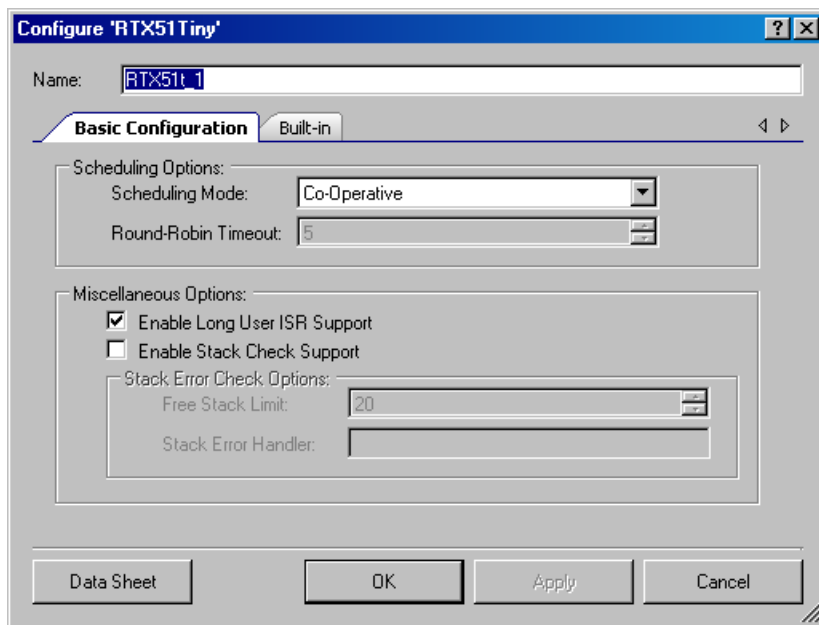 Configure 'RTX51Tiny'
Name: RTX51t_1
Basic Configuration Built-in
Scheduling Options:
Scheduling Mode: Co-Operative
Round-Robin Timeout: 5
Miscellaneous Options:
Enable Long User ISR Support
Enable Stack Check Support
Stack Error Check Options:
Free Stack Limit: 20
Stack Error Handler:
Data Sheet OK Apply Cancel